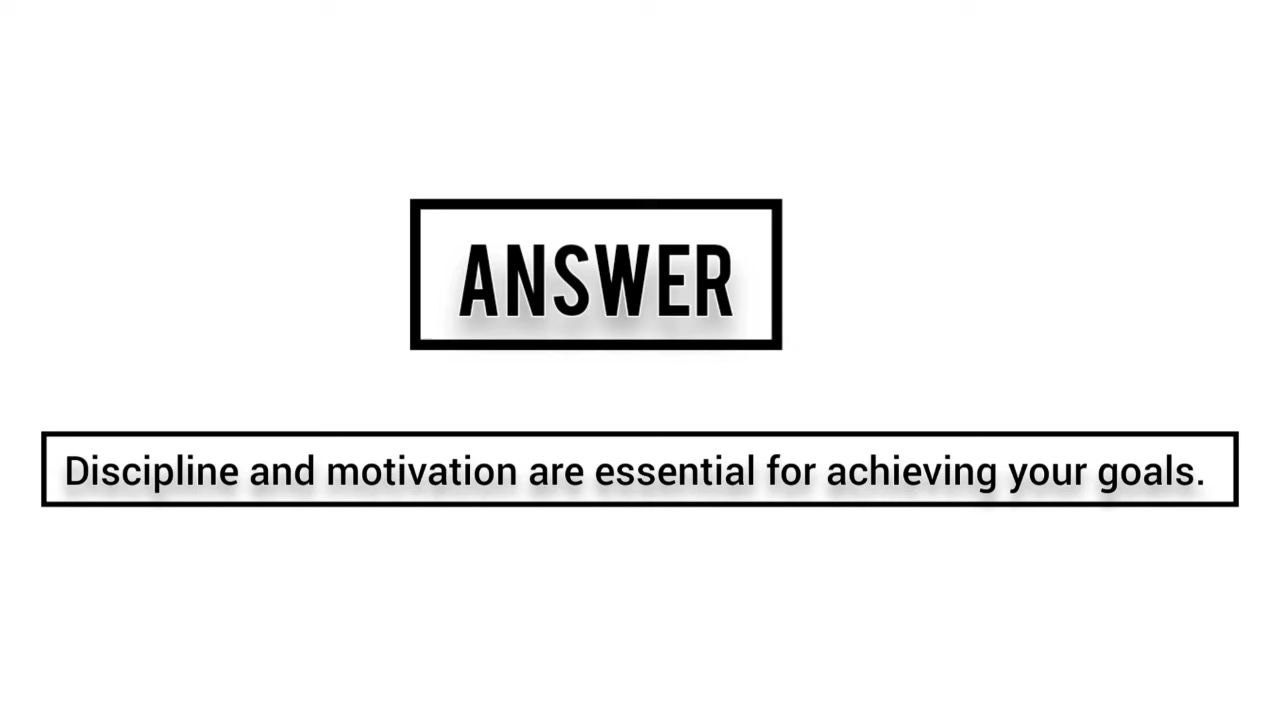 ANSWER
Discipline and motivation are essential for achieving your goals.